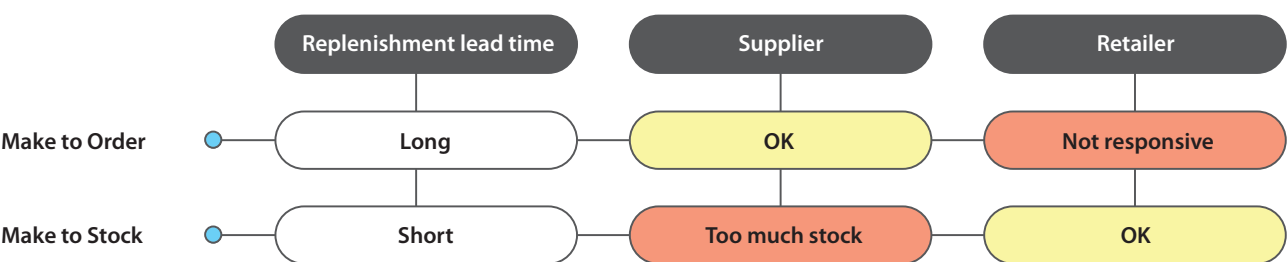 Replenishment lead time Supplier Retailer
Make to Order Long OK Not responsive
Make to Stock Short Too much stock OK